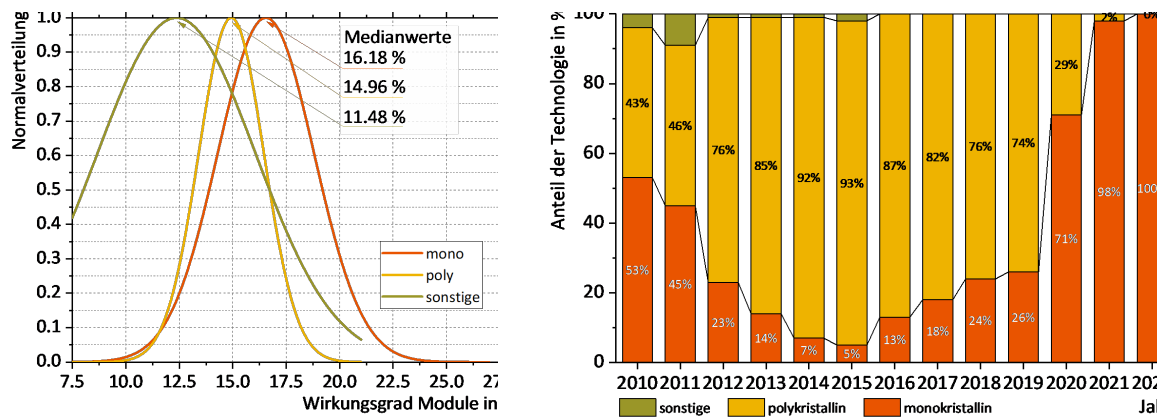 Normalverteilung
1.0
0.9
0.8
0.7
0.6
0.5
0.4
0.3
0.2
0.1
0.0
Medianwerte
16.18 %
14.96 %
11.48 %
mono
poly
sonstige
7.5 10.0 12.5 15.0 17.5 20.0 22.5 25.0 27
Wirkungsgrad Module in
Anteil der Technologie in %
100
80
60
40
20
0
43% 46% 76% 85% 92% 93% 87% 82% 76% 74% 29% 2% 0%
53% 45% 23% 14% 7% 5% 13% 18% 24% 26% 71% 98% 100
2010 2011 2012 2013 2014 2015 2016 2017 2018 2019 2020 2021 202
sonstige polykristallin monokristallin Jah